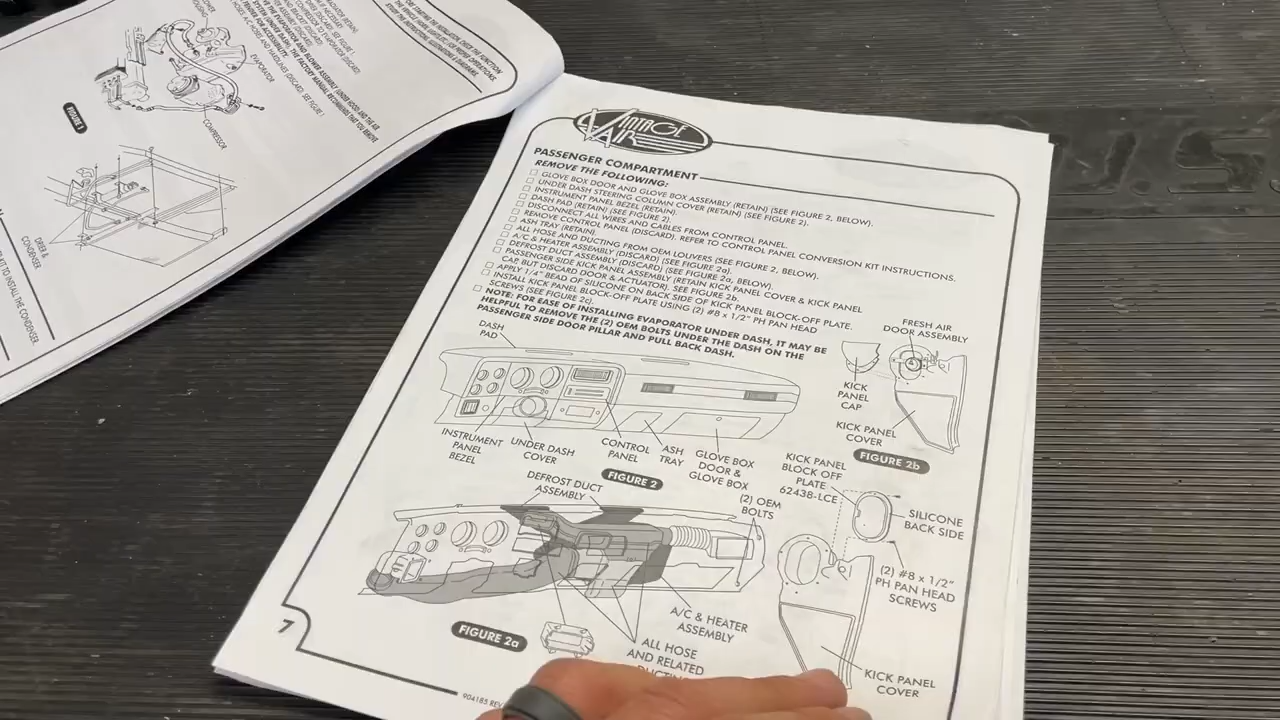 FIGURE 1
EVAPORATOR
COMPRESSOR
DRIER &
CONDENSER
VINTAGE
AIR
PASSENGER COMPARTMENT
REMOVE THE FOLLOWING:
GLOVE BOX DOOR AND GLOVE BOX ASSEMBLY (RETAIN) (SEE FIGURE 2, BELOW).
UNDER DASH STEERING COLUMN COVER (RETAIN) (SEE FIGURE 2).
INSTRUMENT PANEL BEZEL (RETAIN).
DASH PAD (RETAIN) (SEE FIGURE 2).
DISCONNECT ALL WIRES AND CABLES FROM CONTROL PANEL.
REMOVE CONTROL PANEL (DISCARD). REFER TO CONTROL PANEL CONVERSION KIT INSTRUCTIONS.
ASH TRAY (RETAIN).
ALL HOSE AND DUCTING FROM OEM LOUVERS (SEE FIGURE 2, BELOW).
A/C & HEATER ASSEMBLY (DISCARD) (SEE FIGURE 2a).
DEFROST DUCT ASSEMBLY (DISCARD) (SEE FIGURE 2a, BELOW).
PASSENGER SIDE KICK PANEL ASSEMBLY (RETAIN KICK PANEL COVER & KICK PANEL
CAP, BUT DISCARD DOOR & ACTUATOR). SEE FIGURE 2b.
APPLY 1/4" BEAD OF SILICONE ON BACK SIDE OF KICK PANEL BLOCK-OFF PLATE.
INSTALL KICK PANEL BLOCK-OFF PLATE USING (2) #8 x 1/2" PH PAN HEAD
SCREWS (SEE FIGURE 2c).
NOTE: FOR EASE OF INSTALLING EVAPORATOR UNDER DASH, IT MAY BE
HELPFUL TO REMOVE THE (2) OEM BOLTS UNDER THE DASH ON THE
PASSENGER SIDE DOOR PILLAR AND PULL BACK DASH.
DASH
PAD
FRESH AIR
DOOR ASSEMBLY
KICK
PANEL
CAP
KICK PANEL
COVER
FIGURE 2b
INSTRUMENT
PANEL
BEZEL
UNDER DASH
COVER
CONTROL
PANEL
ASH
TRAY
GLOVE BOX
DOOR &
GLOVE BOX
FIGURE 2
DEFROST DUCT
ASSEMBLY
(2) OEM
BOLTS
KICK PANEL
BLOCK OFF
PLATE
62438-LCE
SILICONE
BACK SIDE
(2) #8 x 1/2"
PH PAN HEAD
SCREWS
A/C & HEATER
ASSEMBLY
ALL HOSE
AND RELATED
FIGURE 2a
KICK PANEL
COVER
7
904185 REV